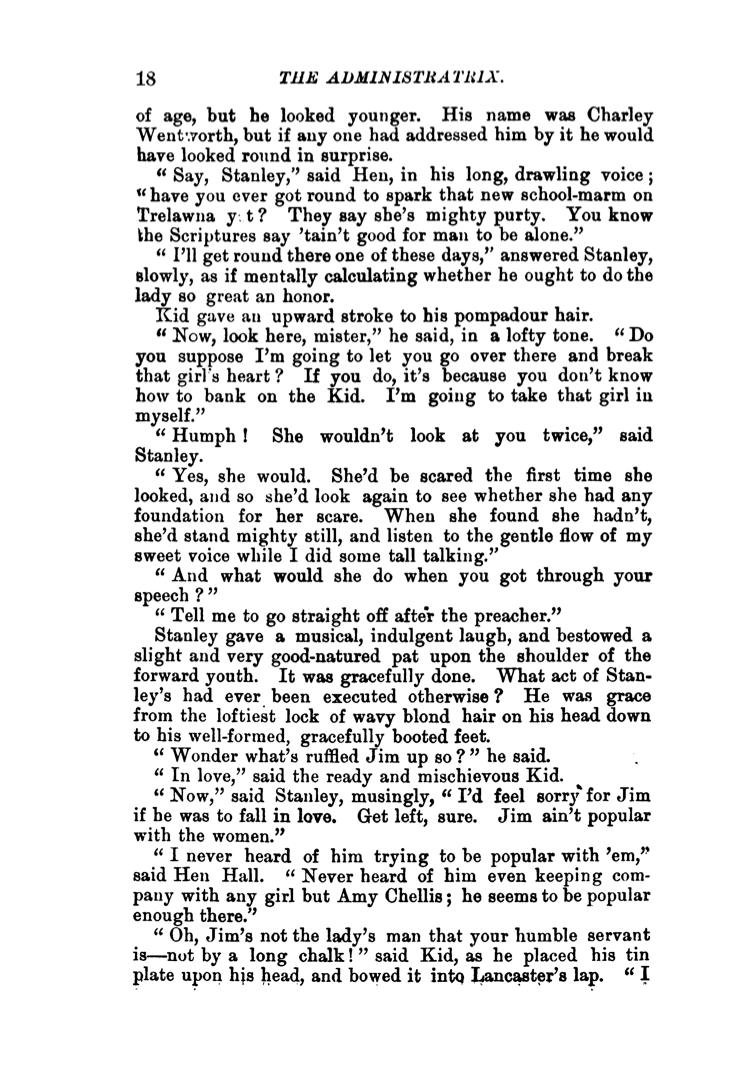 18 THE ADMINISTRATRIX.
of age, but he looked younger. His name was Charley
Wentworth, but if any one had addressed him by it he would
have looked round in surprise.
“ Say, Stanley,” said Hen, in his long, drawling voice ;
“ have you ever got round to spark that new school-marm on
Trelawna yet ? They say she’s mighty purty. You know
the Scriptures say ’tain’t good for man to be alone.”
“ I’ll get round there one of these days,” answered Stanley,
slowly, as if mentally calculating whether he ought to do the
lady so great an honor.
Kid gave an upward stroke to his pompadour hair.
“ Now, look here, mister,” he said, in a lofty tone. “ Do
you suppose I’m going to let you go over there and break
that girl’s heart ? If you do, it’s because you don’t know
how to bank on the Kid. I’m going to take that girl in
myself.”
“ Humph ! She wouldn’t look at you twice,” said
Stanley.
“ Yes, she would. She’d be scared the first time she
looked, and so she’d look again to see whether she had any
foundation for her scare. When she found she hadn’t,
she’d stand mighty still, and listen to the gentle flow of my
sweet voice while I did some tall talking.”
“ And what would she do when you got through your
speech ? ”
“ Tell me to go straight off after the preacher.”
Stanley gave a musical, indulgent laugh, and bestowed a
slight and very good-natured pat upon the shoulder of the
forward youth. It was gracefully done. What act of Stan-
ley’s had ever been executed otherwise ? He was grace
from the loftiest lock of wavy blond hair on his head down
to his well-formed, gracefully booted feet.
“ Wonder what’s ruffled Jim up so ? ” he said.
“ In love,” said the ready and mischievous Kid.
“ Now,” said Stanley, musingly, “ I’d feel sorry for Jim
if he was to fall in love. Get left, sure. Jim ain’t popular
with the women.”
“ I never heard of him trying to be popular with ’em,”
said Hen Hall. “ Never heard of him even keeping com-
pany with any girl but Amy Chellis ; he seems to be popular
enough there.”
“ Oh, Jim’s not the lady’s man that your humble servant
is—not by a long chalk ! ” said Kid, as he placed his tin
plate upon his head, and bowed it into Lancaster’s lap. “ I